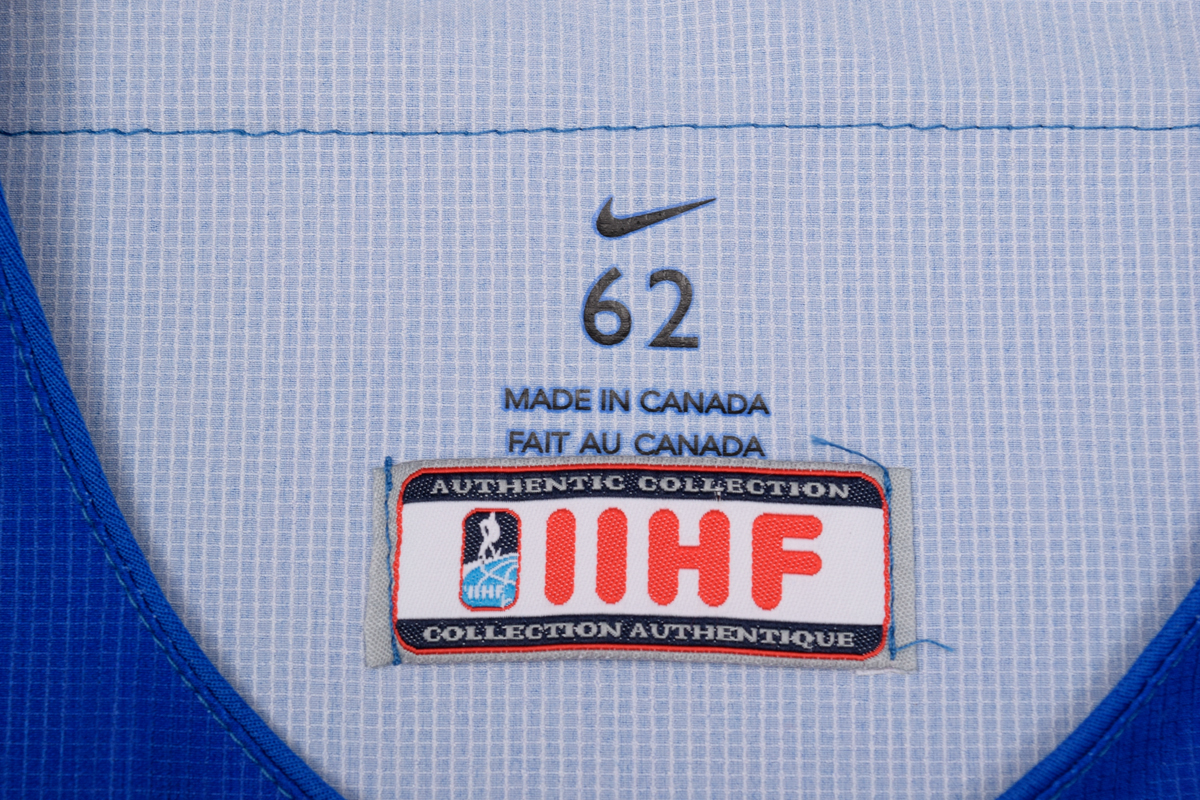 62
MADE IN CANADA
FAIT AU CANADA
AUTHENTIC COLLECTION
IIHF
IIHF
COLLECTION AUTHENTIQUE